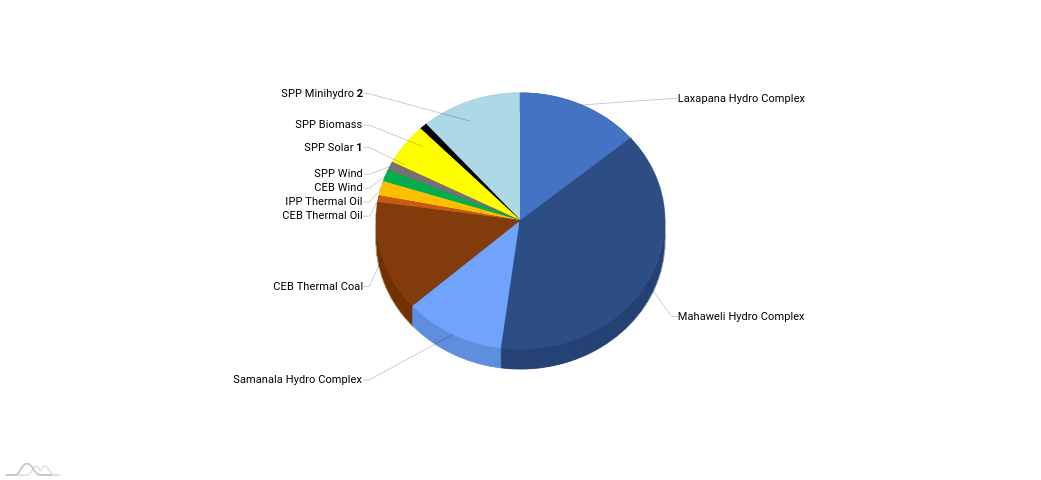 SPP Minihydro 2
Laxapana Hydro Complex
SPP Biomass
SPP Solar 1
SPP Wind
CEB Wind
IPP Thermal Oil
CEB Thermal Oil
CEB Thermal Coal
Mahaweli Hydro Complex
Samanala Hydro Complex